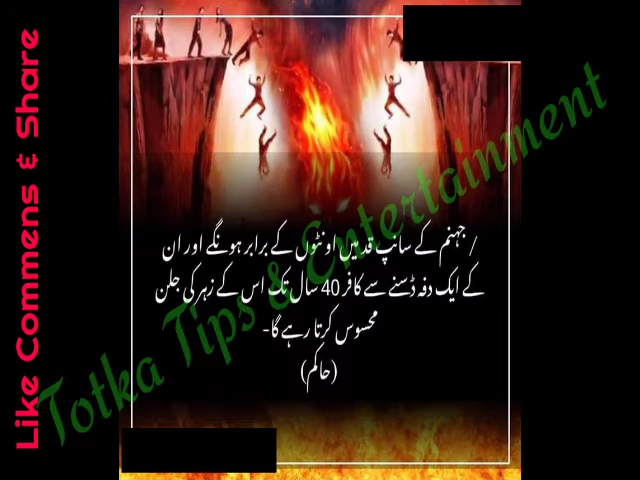 / جہنم کے سانپ قد میں اونٹوں کے برابر ہونگے اور ان
کے ایک دفہ ڈسنے سے کافر 40 سال تک اس کے زہر کی جلن
محسوس کرتا رہے گا-
(حاکم)
Like Commens & Share
Totka Tips & Entertainment